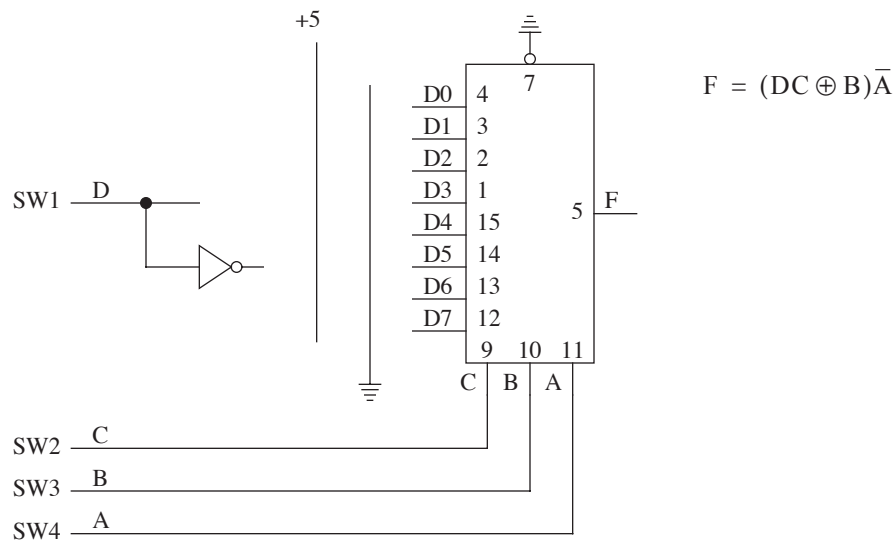 +5
F = (DC ⊕ B)A̅
7
D0 4
D1 3
D2 2
D3 1
D4 15
D5 14
D6 13
D7 12
SW1 D
5 F
9 10 11
C B A
SW2 C
SW3 B
SW4 A